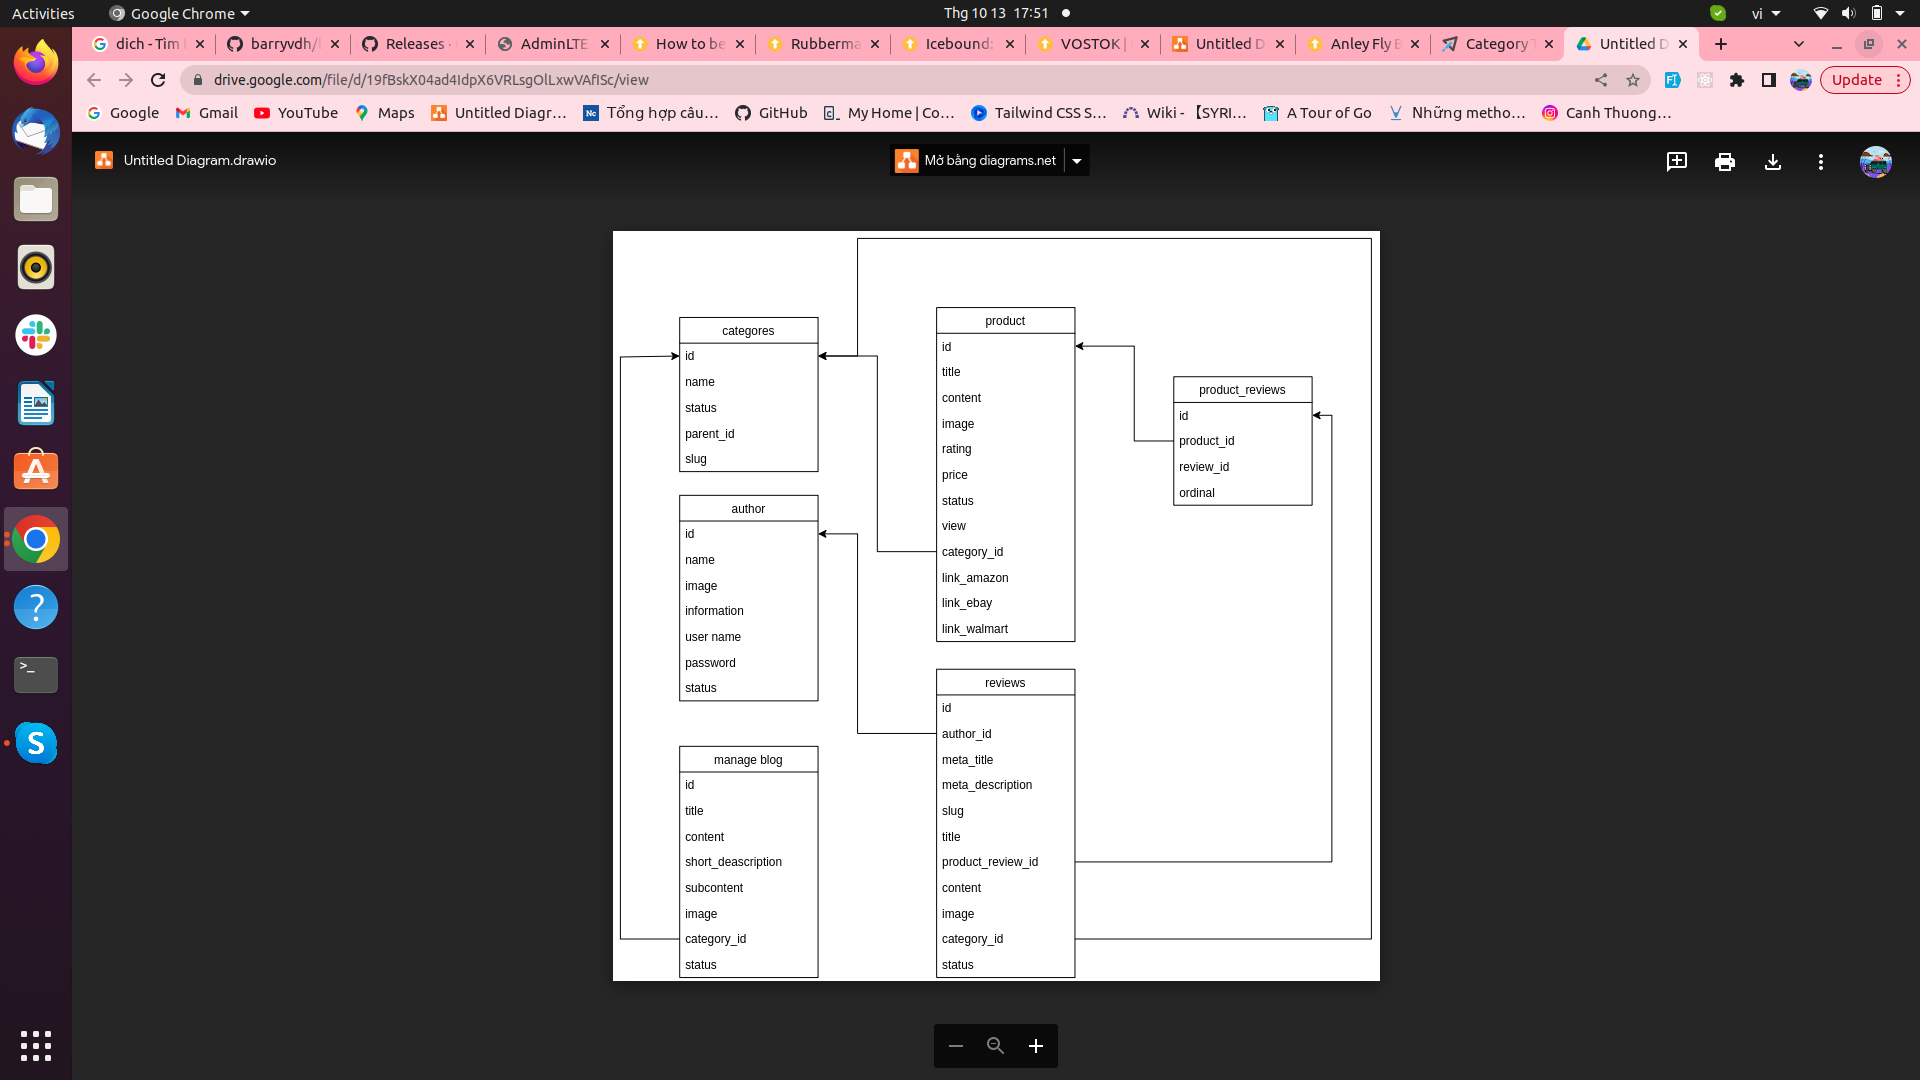 Activities
Google Chrome
Thg 10 13 17:51
vi
dich - Tìm
barryvdh/
Releases ·
AdminLTE
How to be
Rubberma
Icebound:
VOSTOK |
Untitled D
Anley Fly B
Category T
Untitled D
drive.google.com/file/d/19fBskX04ad4IdpX6VRLsgOlLxwVAfISc/view
Update
Google
Gmail
YouTube
Maps
Untitled Diagr…
Tổng hợp câu…
GitHub
My Home | Co…
Tailwind CSS S…
Wiki - 【SYRI…
A Tour of Go
Những metho…
Canh Thuong…
Untitled Diagram.drawio
Mở bằng diagrams.net
categores
id
name
status
parent_id
slug
author
id
name
image
information
user name
password
status
manage blog
id
title
content
short_deascription
subcontent
image
category_id
status
product
id
title
content
image
rating
price
status
view
category_id
link_amazon
link_ebay
link_walmart
reviews
id
author_id
meta_title
meta_description
slug
title
product_review_id
content
image
category_id
status
product_reviews
id
product_id
review_id
ordinal